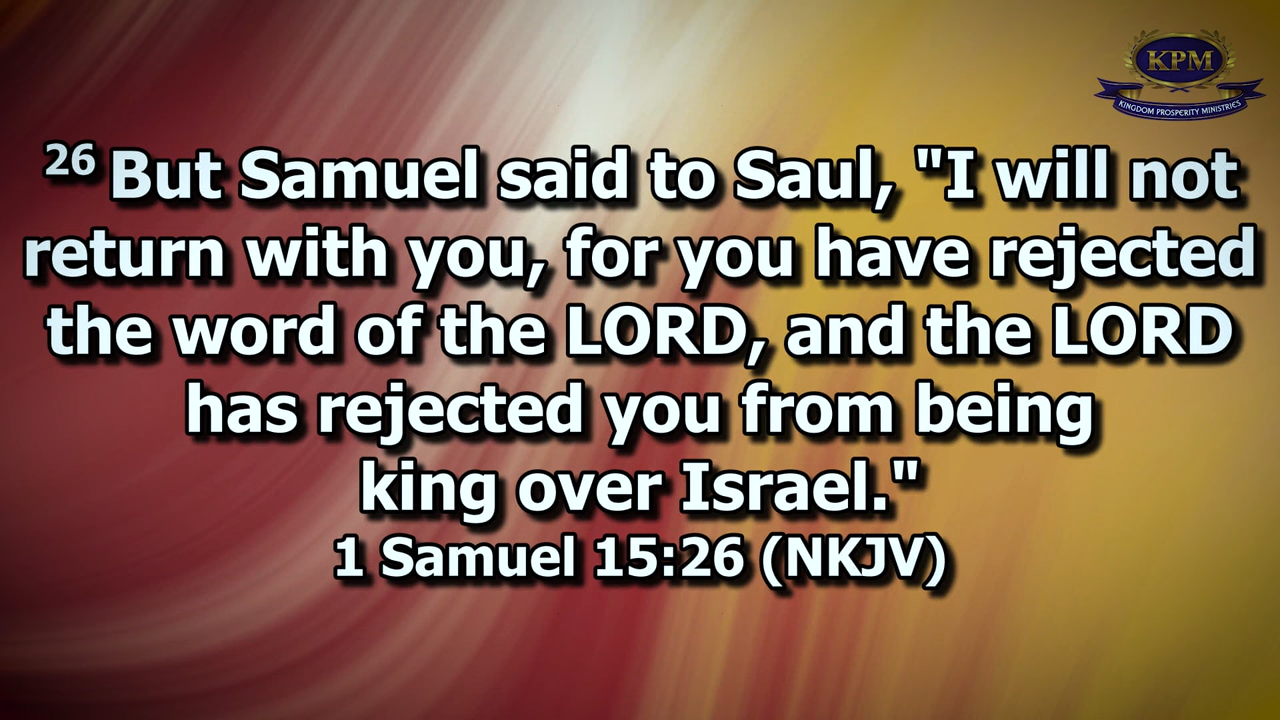 KPM
KINGDOM PROSPERITY MINISTRIES
26 But Samuel said to Saul, "I will not
return with you, for you have rejected
the word of the LORD, and the LORD
has rejected you from being
king over Israel."
1 Samuel 15:26 (NKJV)